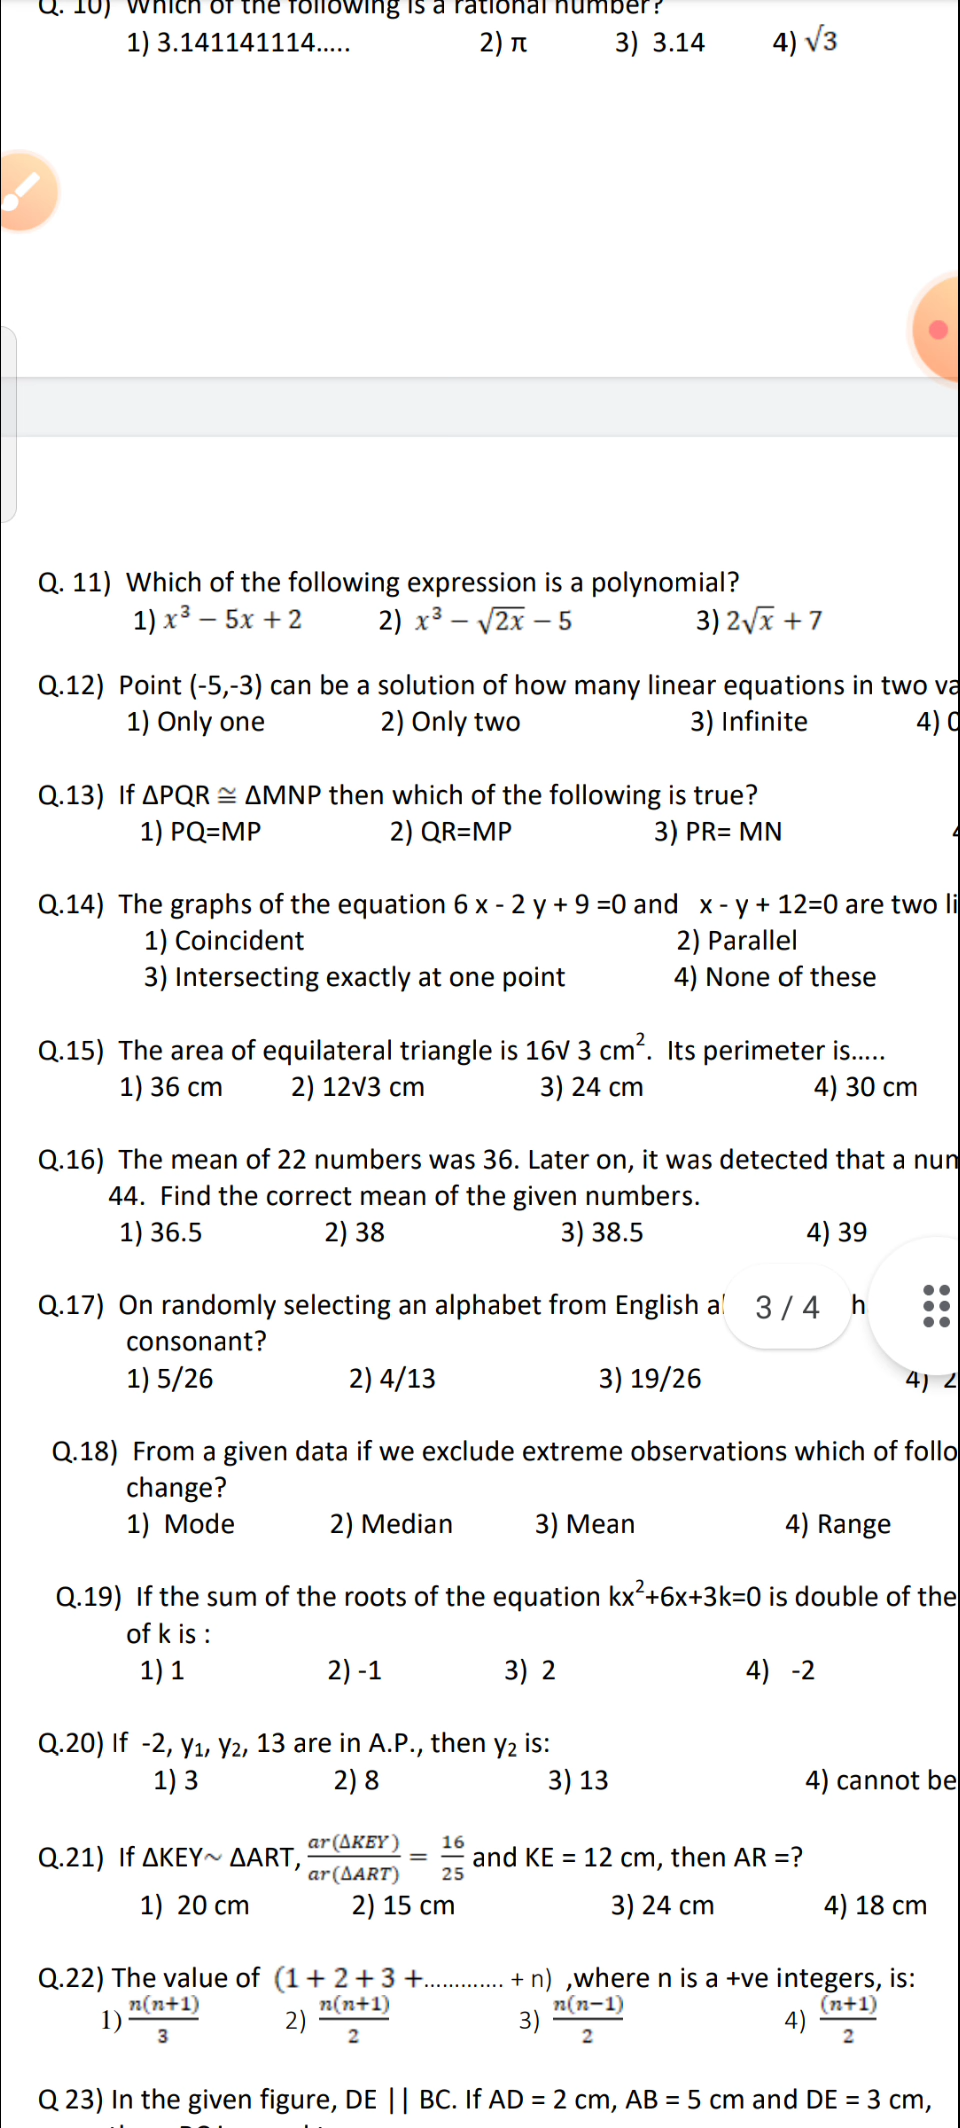 Q. 10) Which of the following is a rational number?
1) 3.141141114..... 2) π 3) 3.14 4) √3
Q. 11) Which of the following expression is a polynomial?
1) x³ − 5x + 2 2) x³ − √2x − 5 3) 2√x + 7
Q.12) Point (-5,-3) can be a solution of how many linear equations in two va
1) Only one 2) Only two 3) Infinite 4)
Q.13) If ΔPQR ≅ ΔMNP then which of the following is true?
1) PQ=MP 2) QR=MP 3) PR= MN
Q.14) The graphs of the equation 6 x - 2 y + 9 =0 and x - y + 12=0 are two li
1) Coincident 2) Parallel
3) Intersecting exactly at one point 4) None of these
Q.15) The area of equilateral triangle is 16√ 3 cm². Its perimeter is.....
1) 36 cm 2) 12√3 cm 3) 24 cm 4) 30 cm
Q.16) The mean of 22 numbers was 36. Later on, it was detected that a num
44. Find the correct mean of the given numbers.
1) 36.5 2) 38 3) 38.5 4) 39
Q.17) On randomly selecting an alphabet from English al 3 / 4 h
consonant?
1) 5/26 2) 4/13 3) 19/26 4) 2
Q.18) From a given data if we exclude extreme observations which of follo
change?
1) Mode 2) Median 3) Mean 4) Range
Q.19) If the sum of the roots of the equation kx²+6x+3k=0 is double of the
of k is :
1) 1 2) -1 3) 2 4) -2
Q.20) If -2, y₁, y₂, 13 are in A.P., then y₂ is:
1) 3 2) 8 3) 13 4) cannot be
Q.21) If ΔKEY~ ΔART, ar(ΔKEY)/ar(ΔART) = 16/25 and KE = 12 cm, then AR =?
1) 20 cm 2) 15 cm 3) 24 cm 4) 18 cm
Q.22) The value of (1 + 2 + 3 +............. + n) ,where n is a +ve integers, is:
1) n(n+1)/3 2) n(n+1)/2 3) n(n−1)/2 4) (n+1)/2
Q 23) In the given figure, DE || BC. If AD = 2 cm, AB = 5 cm and DE = 3 cm,